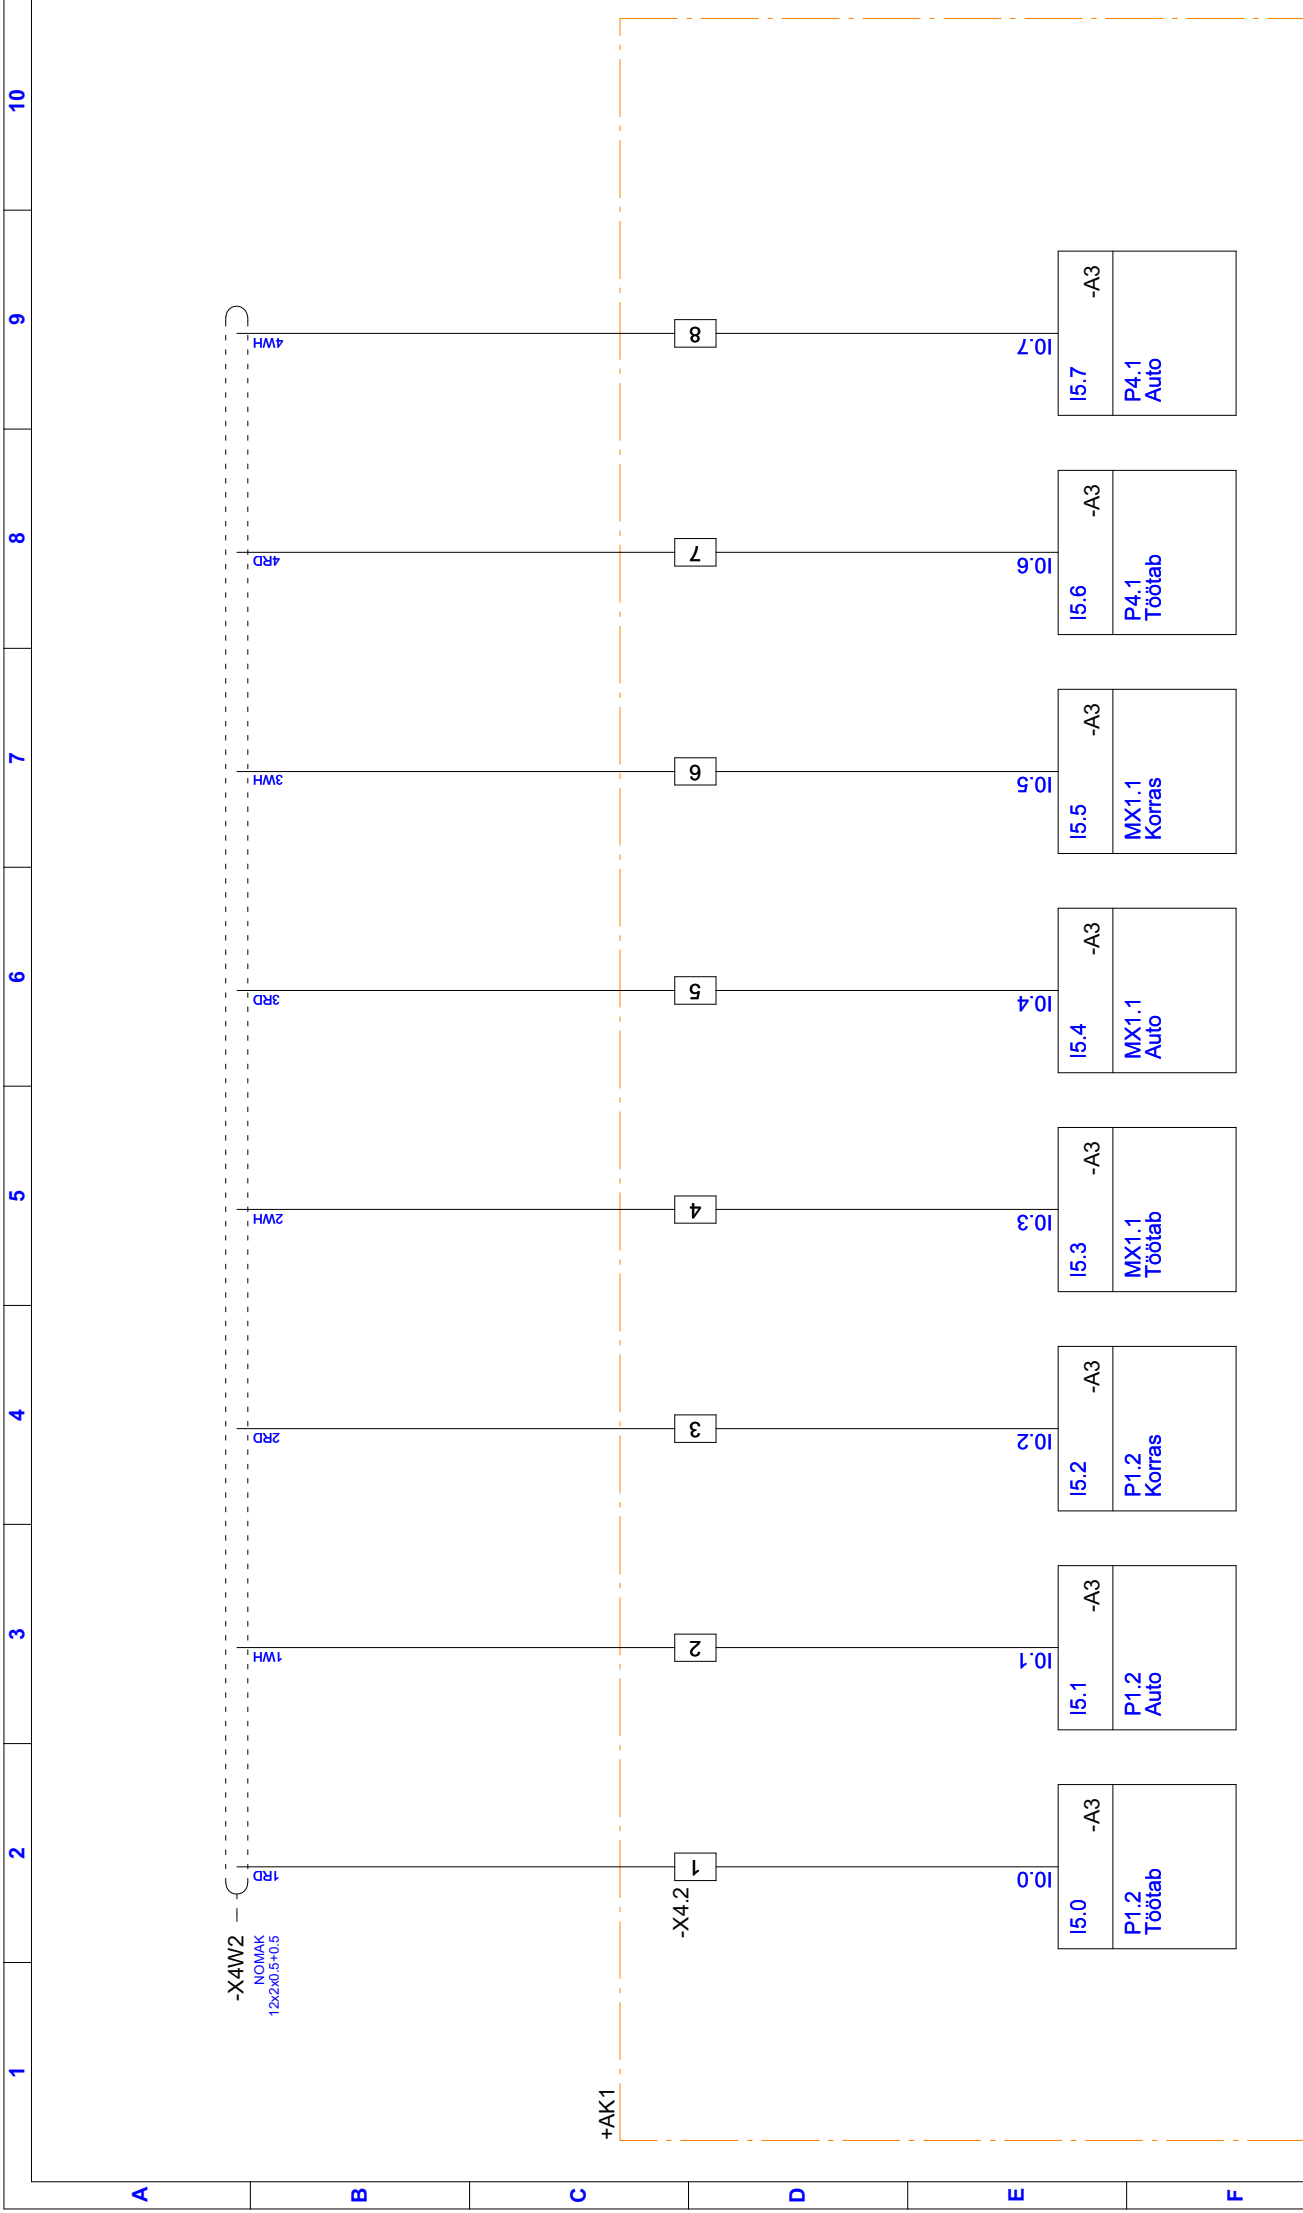 1
2
3
4
5
6
7
8
9
10
A
B
C
D
E
F
-X4W2
NOMAK
12x2x0.5+0.5
1RD
1WH
2RD
2WH
3RD
3WH
4RD
4WH
+AK1
-X4.2
1
2
3
4
5
6
7
8
I0.0
I0.1
I0.2
I0.3
I0.4
I0.5
I0.6
I0.7
I5.0
-A3
P1.2
Töötab
I5.1
-A3
P1.2
Auto
I5.2
-A3
P1.2
Korras
I5.3
-A3
MX1.1
Töötab
I5.4
-A3
MX1.1
Auto
I5.5
-A3
MX1.1
Korras
I5.6
-A3
P4.1
Töötab
I5.7
-A3
P4.1
Auto